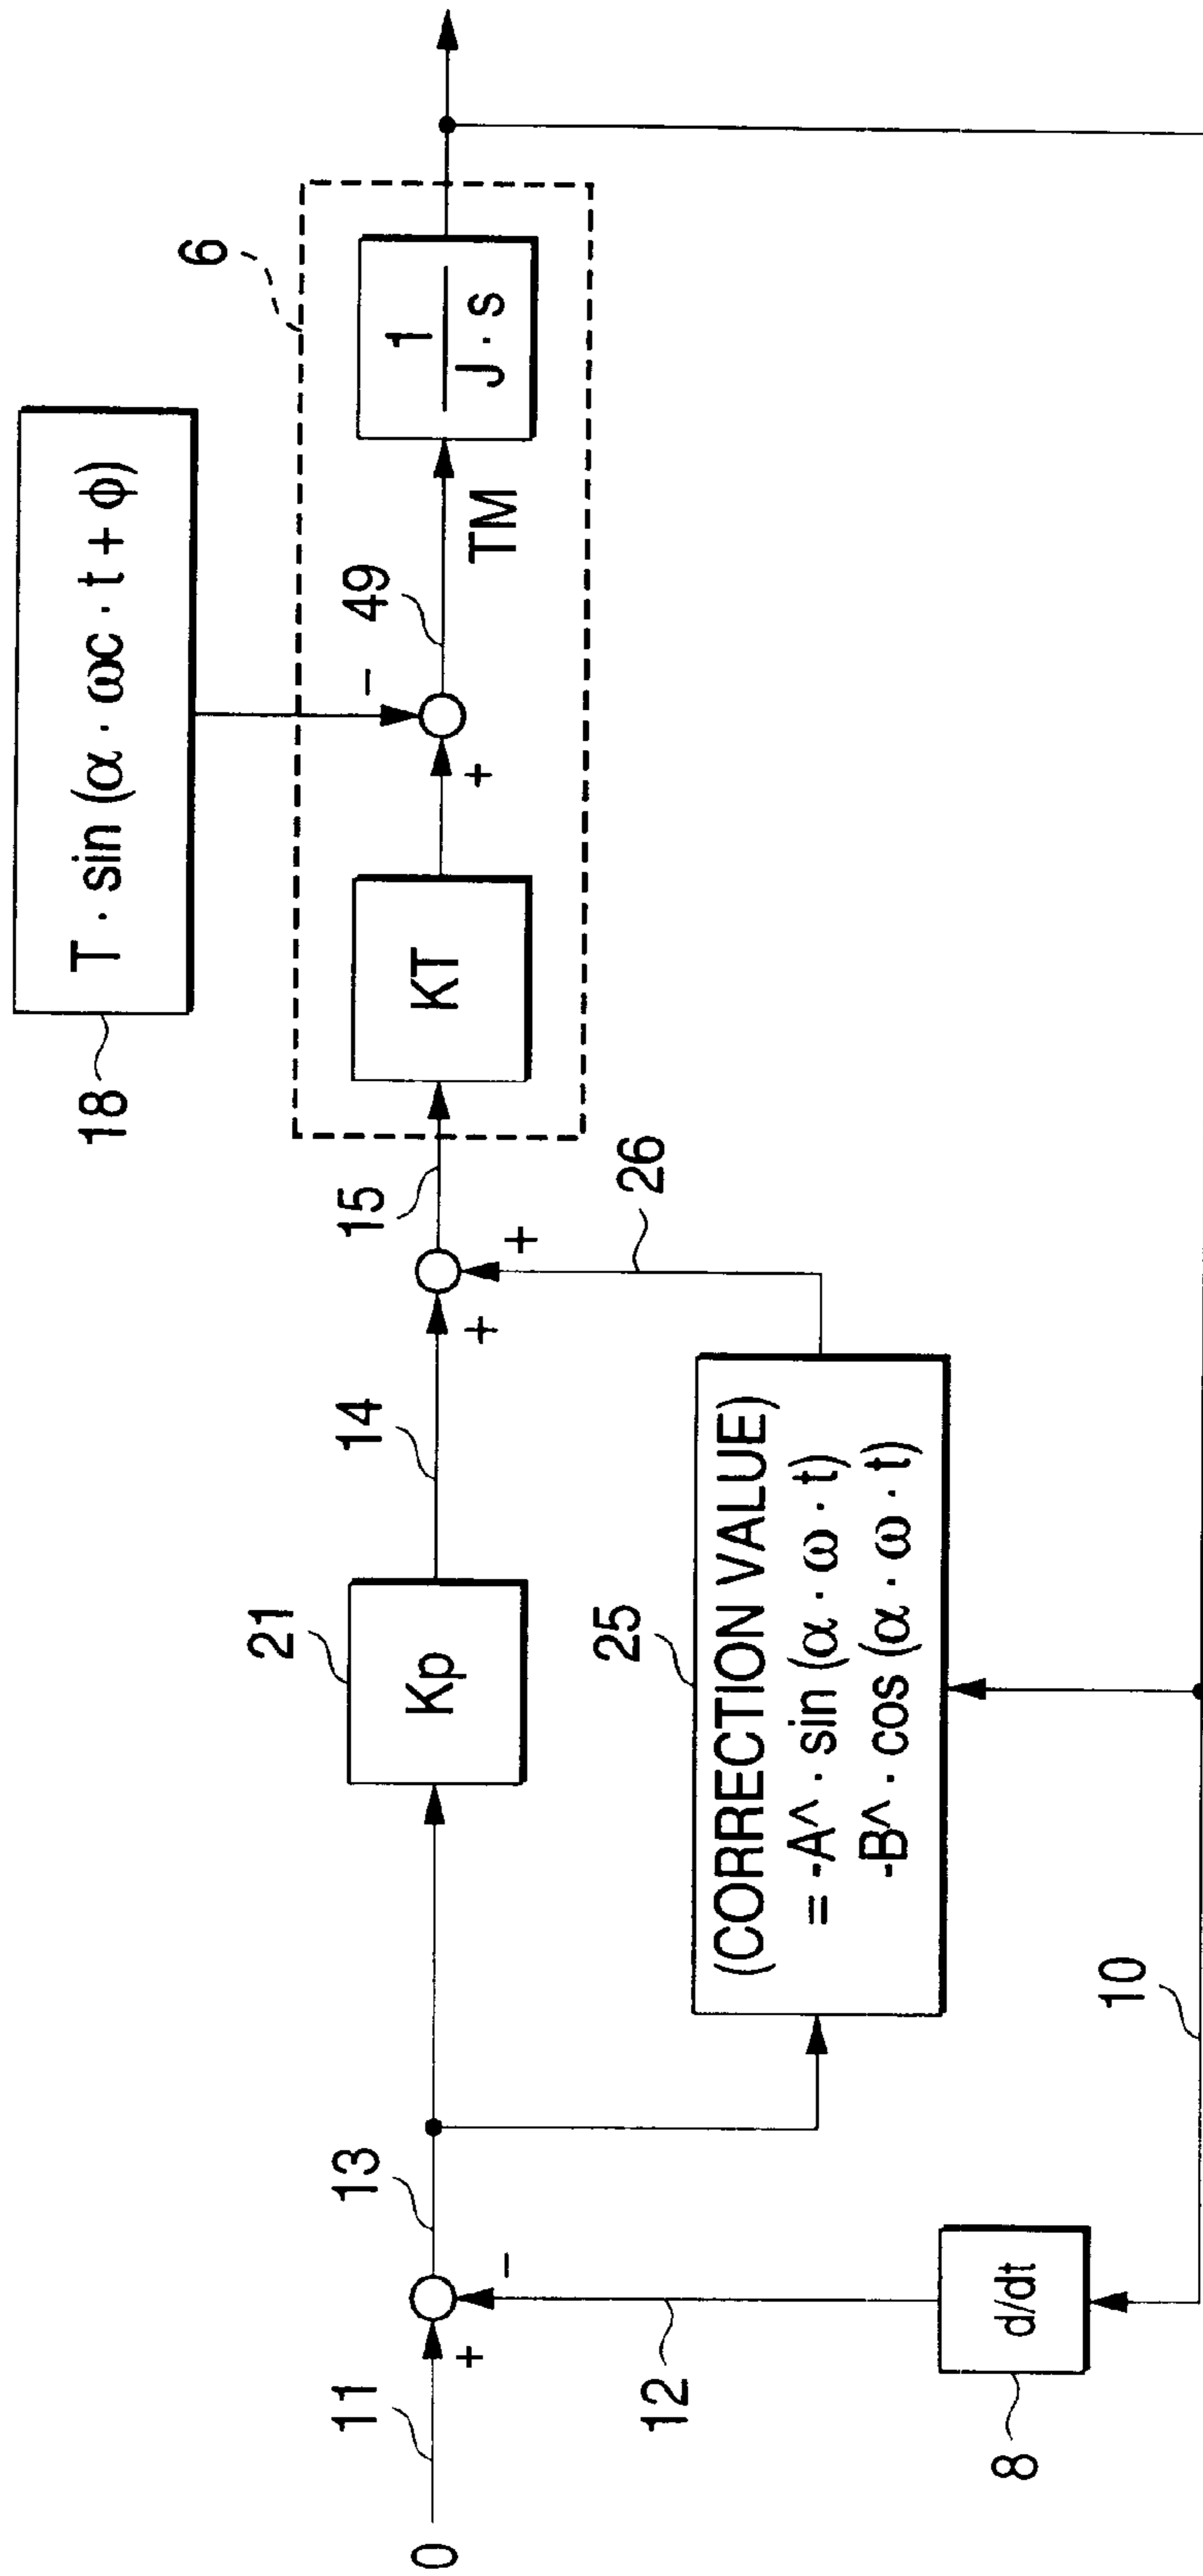 18
T · sin (α · ωc · t + φ)
6
0
11
+
−
13
21
Kp
14
+
+
15
KT
+
−
49
TM
1
J · s
12
25
(CORRECTION VALUE)
= -A^ · sin (α · ω · t)
-B^ · cos (α · ω · t)
26
8
d/dt
10